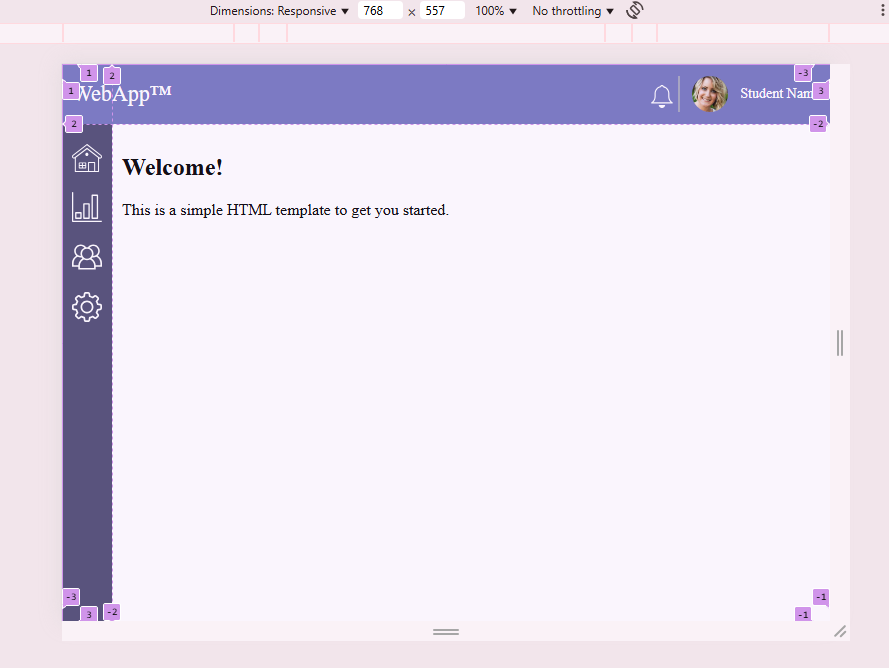 Dimensions: Responsive ▼ 768 × 557 100% ▼ No throttling ▼
1 2 -3
1 WebApp™ Student Nam 3
2 -2
Welcome!
This is a simple HTML template to get you started.
-3 -1
3 -2 -1